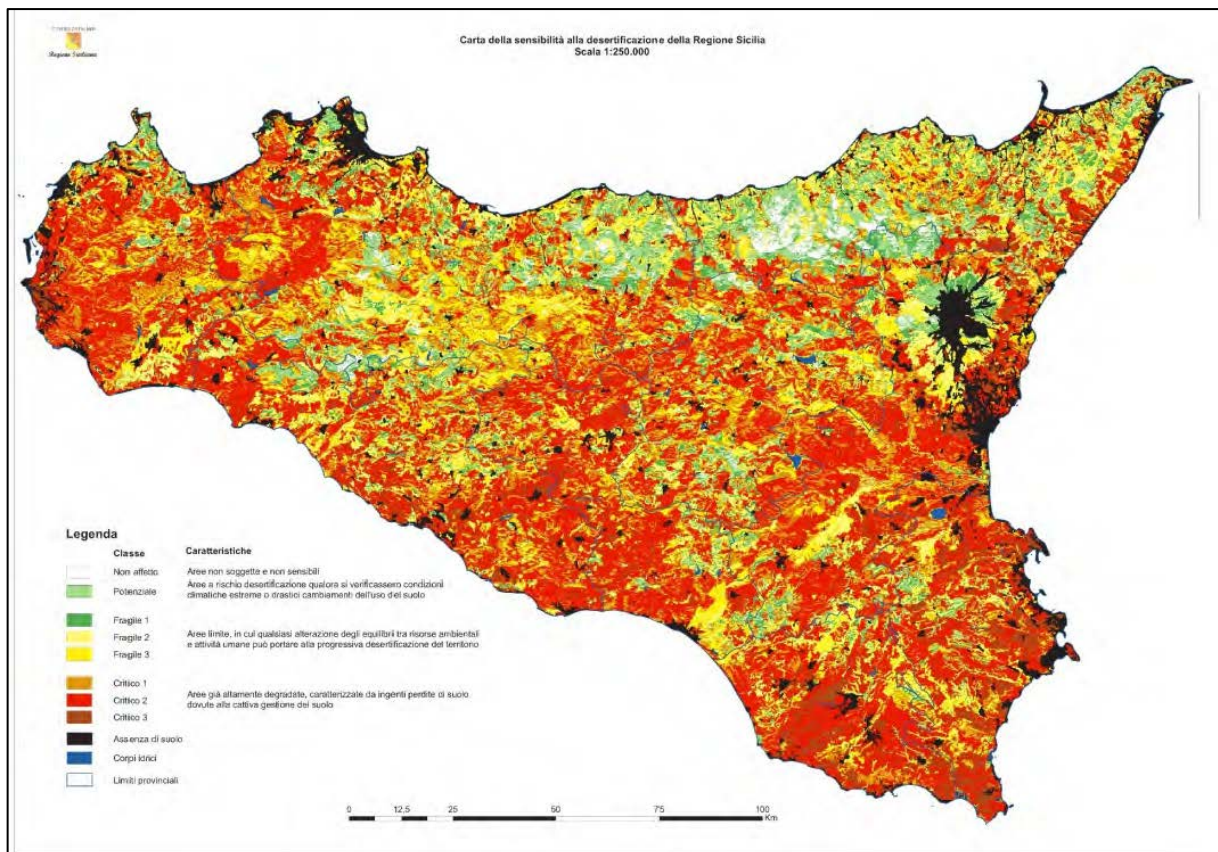 Regione Siciliana
Carta della sensibilità alla desertificazione della Regione Sicilia
Scala 1:250.000
Legenda
Classe Caratteristiche
Non affetto Aree non soggette e non sensibili
Potenziale Aree a rischio desertificazione qualora si verificassero condizioni
climatiche estreme o drastici cambiamenti dell'uso del suolo
Fragile 1
Fragile 2 Aree limite, in cui qualsiasi alterazione degli equilibri tra risorse ambientali
Fragile 3 e attività umane può portare alla progressiva desertificazione del territorio
Critico 1
Critico 2 Aree già altamente degradate, caratterizzate da ingenti perdite di suolo
Critico 3 dovute alla cattiva gestione del suolo
Assenza di suolo
Corpi idrici
Limiti provinciali
0 12,5 25 50 75 100
Km